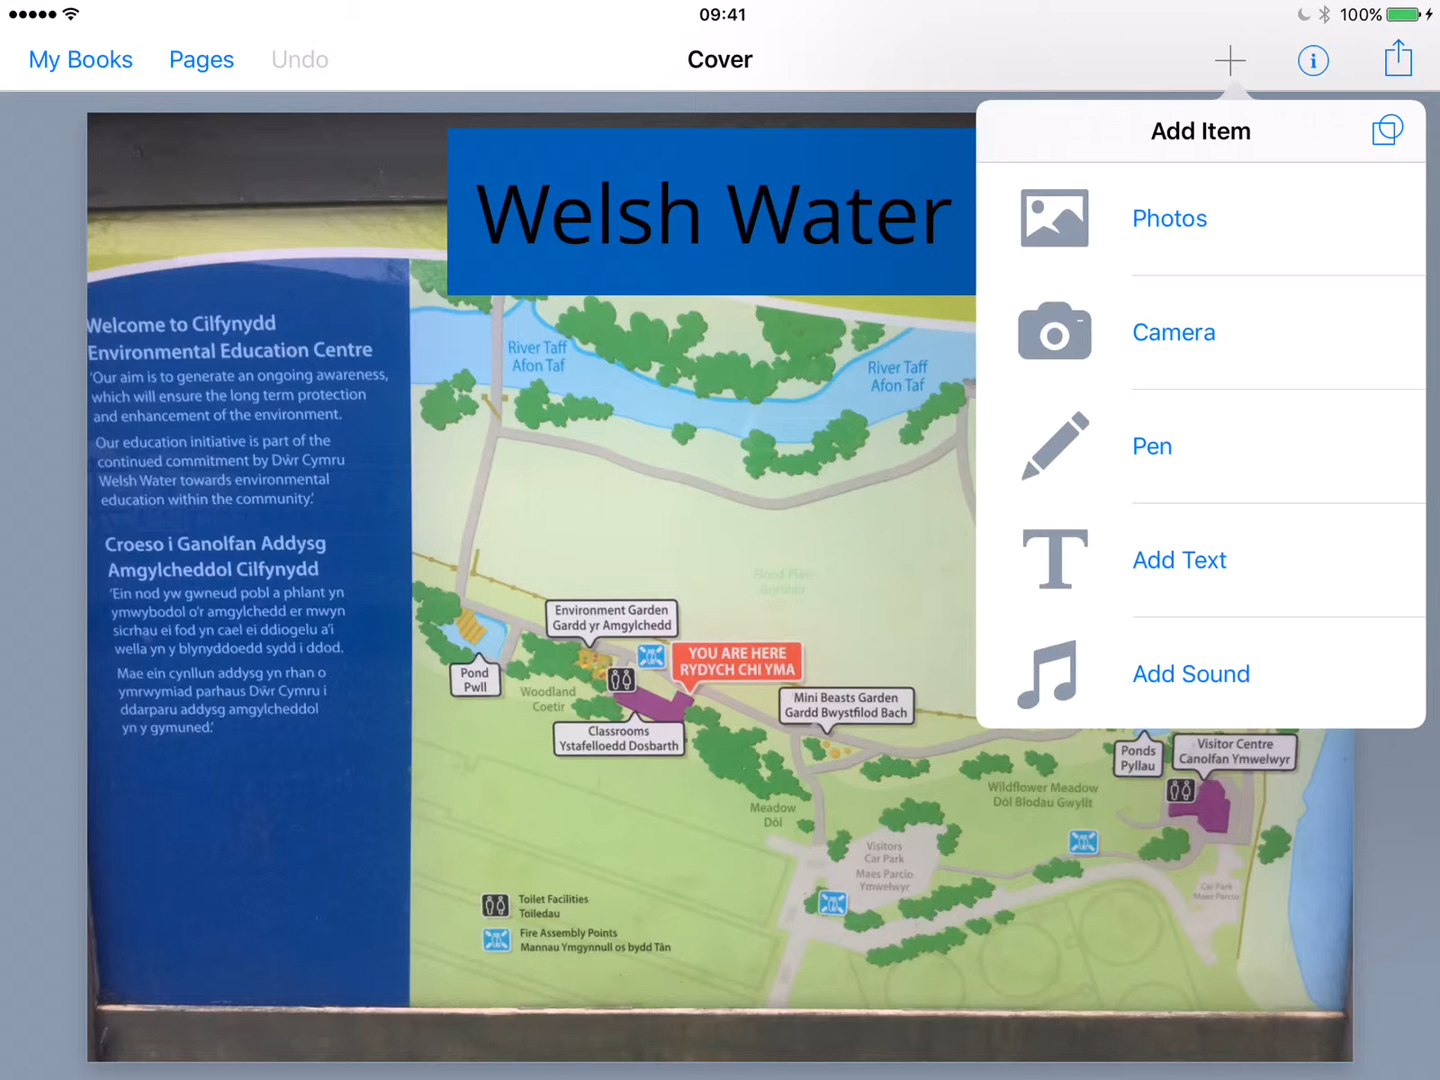 09:41
100%
My Books
Pages
Undo
Cover
Add Item
Photos
Camera
Pen
Add Text
Add Sound
Welsh Water
Welcome to Cilfynydd
Environmental Education Centre
'Our aim is to generate an ongoing awareness,
which will ensure the long term protection
and enhancement of the environment.
Our education initiative is part of the
continued commitment by Dŵr Cymru
Welsh Water towards environmental
education within the community.'
Croeso i Ganolfan Addysg
Amgylcheddol Cilfynydd
'Ein nod yw gwneud pobl a phlant yn
ymwybodol o'r amgylchedd er mwyn
sicrhau ei fod yn cael ei ddiogelu a'i
wella yn y blynyddoedd sydd i ddod.
Mae ein cynllun addysg yn rhan o
ymrwymiad parhaus Dŵr Cymru i
ddarparu addysg amgylcheddol
yn y gymuned.'
River Taff
Afon Taf
River Taff
Afon Taf
Flood Plain
Environment Garden
Gardd yr Amgylchedd
YOU ARE HERE
RYDYCH CHI YMA
Pond
Pwll
Woodland
Coetir
Classrooms
Ystafelloedd Dosbarth
Mini Beasts Garden
Gardd Bwystfilod Bach
Ponds
Pyllau
Visitor Centre
Canolfan Ymwelwyr
Wildflower Meadow
Dôl Blodau Gwyllt
Meadow
Dôl
Visitors
Car Park
Maes Parcio
Ymwelwyr
Car Park
Maes Parcio
Toilet Facilities
Toiledau
Fire Assembly Points
Mannau Ymgynnull os bydd Tân